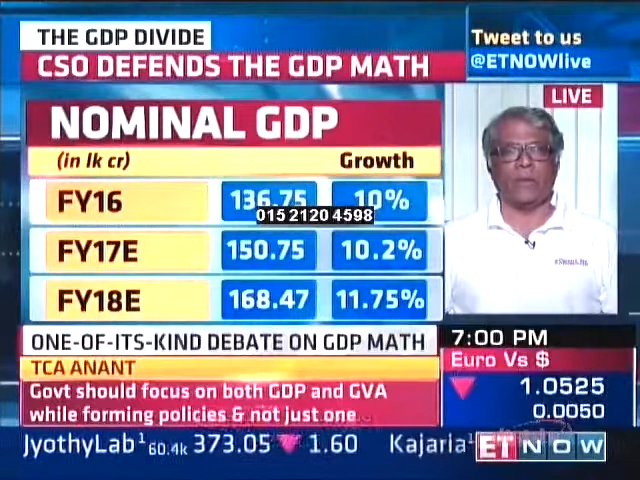 THE GDP DIVIDE
CSO DEFENDS THE GDP MATH
Tweet to us
@ETNOWlive
LIVE
NOMINAL GDP
(in lk cr) Growth
FY16 136.75 10%
015 2120 4598
FY17E 150.75 10.2%
FY18E 168.47 11.75%
ONE-OF-ITS-KIND DEBATE ON GDP MATH
TCA ANANT
Govt should focus on both GDP and GVA
while forming policies & not just one
7:00 PM
Euro Vs $
1.0525
0.0050
JyothyLab¹ 60.4k 373.05 1.60 Kajaria¹
ET NOW